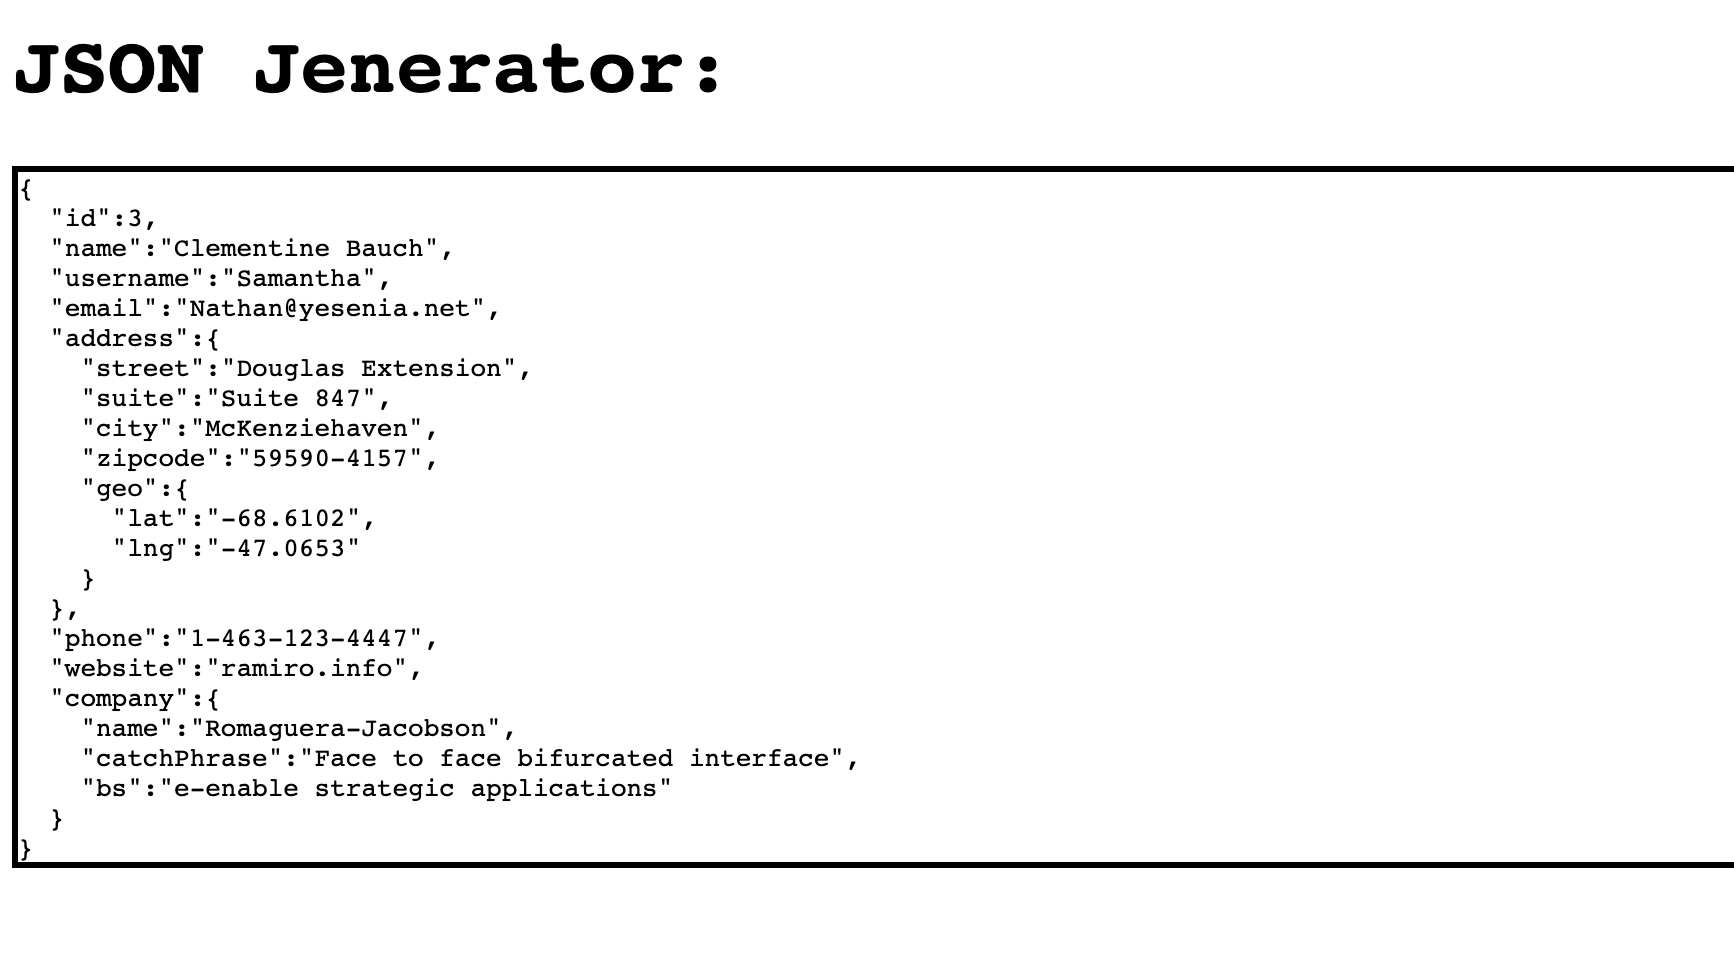 JSON Jenerator:
{
  "id":3,
  "name":"Clementine Bauch",
  "username":"Samantha",
  "email":"Nathan@yesenia.net",
  "address":{
    "street":"Douglas Extension",
    "suite":"Suite 847",
    "city":"McKenziehaven",
    "zipcode":"59590-4157",
    "geo":{
      "lat":"-68.6102",
      "lng":"-47.0653"
    }
  },
  "phone":"1-463-123-4447",
  "website":"ramiro.info",
  "company":{
    "name":"Romaguera-Jacobson",
    "catchPhrase":"Face to face bifurcated interface",
    "bs":"e-enable strategic applications"
  }
}